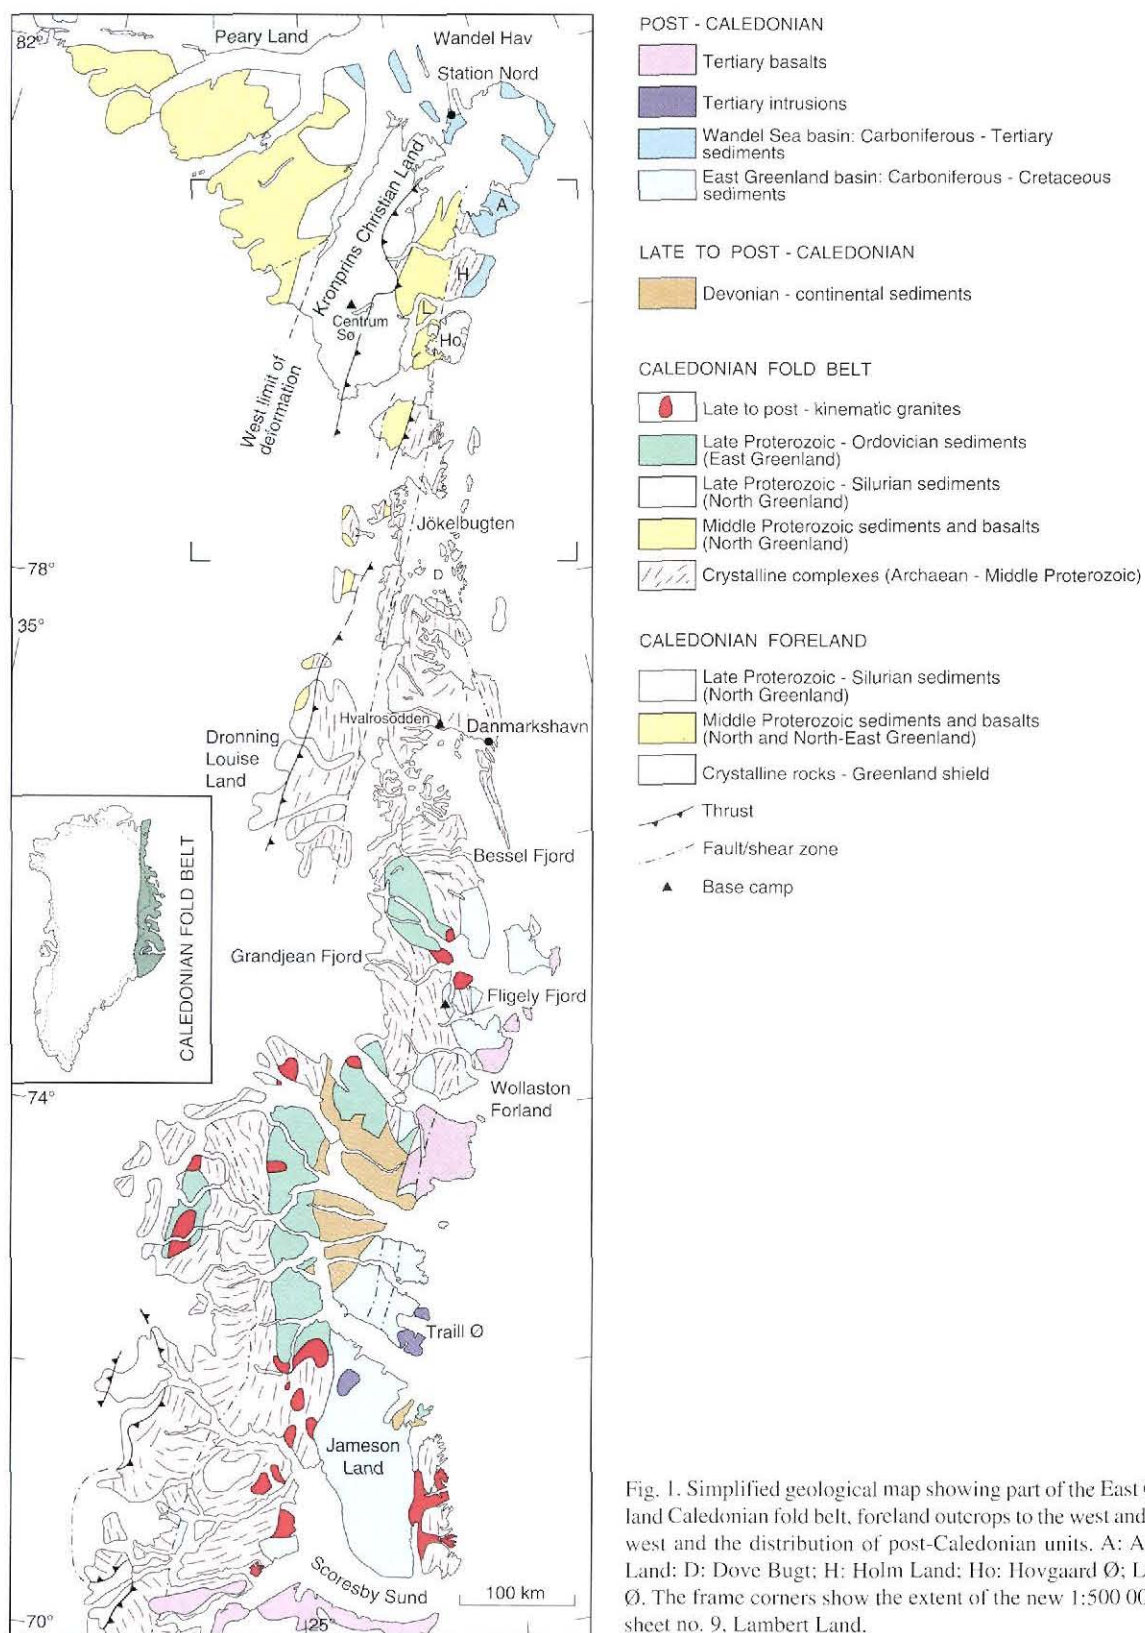 82°
Peary Land
Wandel Hav
Station Nord
Kronprins Christian Land
A
H
L
Centrum
Sø
Ho
West limit of
deformation
Jökelbugten
78°
D
35°
Hvalrosodden
Danmarkshavn
Dronning
Louise
Land
Bessel Fjord
CALEDONIAN FOLD BELT
Grandjean Fjord
Fligely Fjord
74°
Wollaston
Forland
Traill Ø
Jameson
Land
Scoresby Sund
100 km
70°
25°
POST - CALEDONIAN
Tertiary basalts
Tertiary intrusions
Wandel Sea basin: Carboniferous - Tertiary
sediments
East Greenland basin: Carboniferous - Cretaceous
sediments
LATE TO POST - CALEDONIAN
Devonian - continental sediments
CALEDONIAN FOLD BELT
Late to post - kinematic granites
Late Proterozoic - Ordovician sediments
(East Greenland)
Late Proterozoic - Silurian sediments
(North Greenland)
Middle Proterozoic sediments and basalts
(North Greenland)
Crystalline complexes (Archaean - Middle Proterozoic)
CALEDONIAN FORELAND
Late Proterozoic - Silurian sediments
(North Greenland)
Middle Proterozoic sediments and basalts
(North and North-East Greenland)
Crystalline rocks - Greenland shield
Thrust
Fault/shear zone
Base camp
Fig. 1. Simplified geological map showing part of the East
land Caledonian fold belt, foreland outcrops to the west and
west and the distribution of post-Caledonian units. A: A
Land; D: Dove Bugt; H: Holm Land; Ho: Hovgaard Ø; L
Ø. The frame corners show the extent of the new 1:500 00
sheet no. 9, Lambert Land.